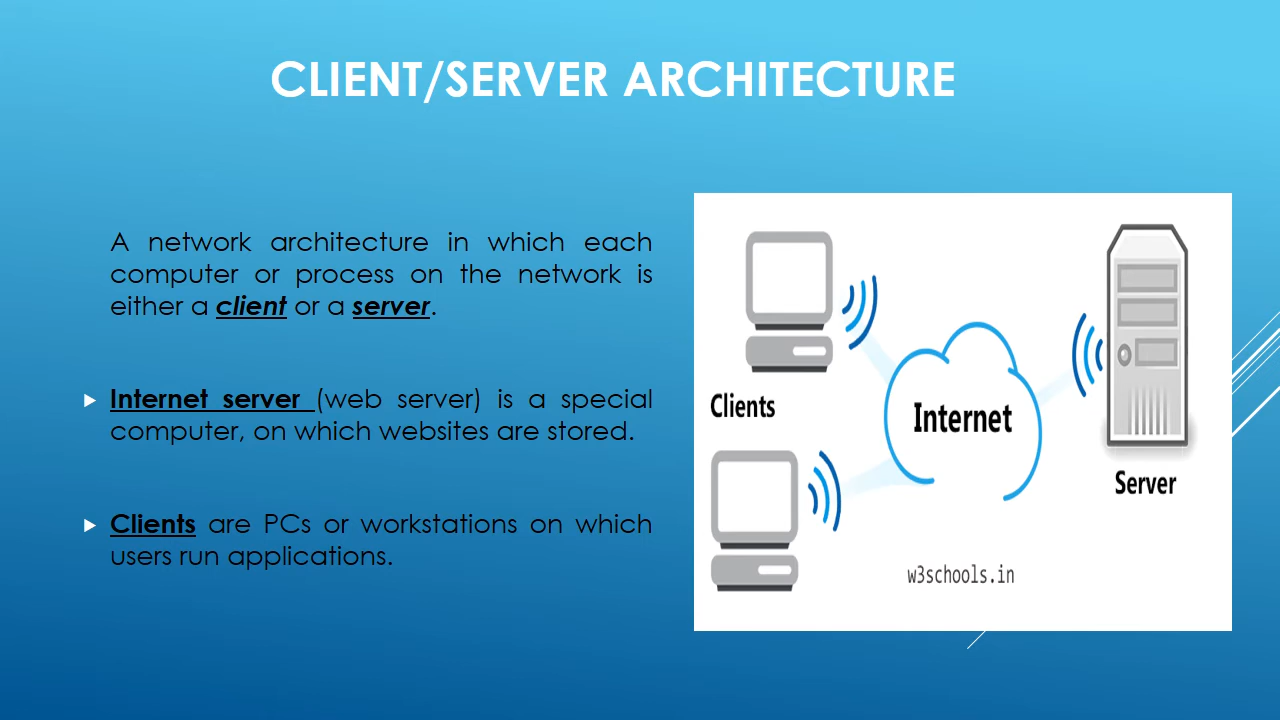 CLIENT/SERVER ARCHITECTURE
A network architecture in which each
computer or process on the network is
either a client or a server.
Internet server (web server) is a special
computer, on which websites are stored.
Clients are PCs or workstations on which
users run applications.
Clients
Internet
Server
w3schools.in